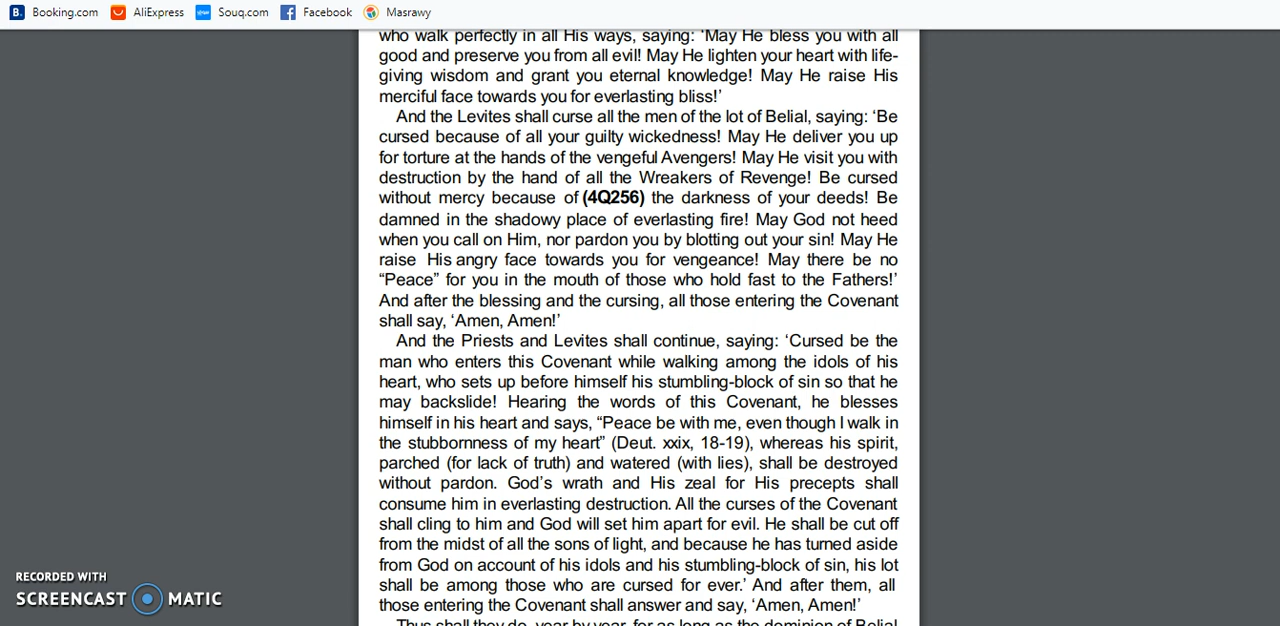 Booking.com AliExpress Souq.com Facebook Masrawy
who walk perfectly in all His ways, saying: ‘May He bless you with all
good and preserve you from all evil! May He lighten your heart with life-
giving wisdom and grant you eternal knowledge! May He raise His
merciful face towards you for everlasting bliss!’
And the Levites shall curse all the men of the lot of Belial, saying: ‘Be
cursed because of all your guilty wickedness! May He deliver you up
for torture at the hands of the vengeful Avengers! May He visit you with
destruction by the hand of all the Wreakers of Revenge! Be cursed
without mercy because of (4Q256) the darkness of your deeds! Be
damned in the shadowy place of everlasting fire! May God not heed
when you call on Him, nor pardon you by blotting out your sin! May He
raise His angry face towards you for vengeance! May there be no
“Peace” for you in the mouth of those who hold fast to the Fathers!’
And after the blessing and the cursing, all those entering the Covenant
shall say, ‘Amen, Amen!’
And the Priests and Levites shall continue, saying: ‘Cursed be the
man who enters this Covenant while walking among the idols of his
heart, who sets up before himself his stumbling-block of sin so that he
may backslide! Hearing the words of this Covenant, he blesses
himself in his heart and says, “Peace be with me, even though I walk in
the stubbornness of my heart” (Deut. xxix, 18-19), whereas his spirit,
parched (for lack of truth) and watered (with lies), shall be destroyed
without pardon. God’s wrath and His zeal for His precepts shall
consume him in everlasting destruction. All the curses of the Covenant
shall cling to him and God will set him apart for evil. He shall be cut off
from the midst of all the sons of light, and because he has turned aside
from God on account of his idols and his stumbling-block of sin, his lot
shall be among those who are cursed for ever.’ And after them, all
those entering the Covenant shall answer and say, ‘Amen, Amen!’
Thus shall they do, year by year, for as long as the dominion of Belial
RECORDED WITH
SCREENCAST MATIC